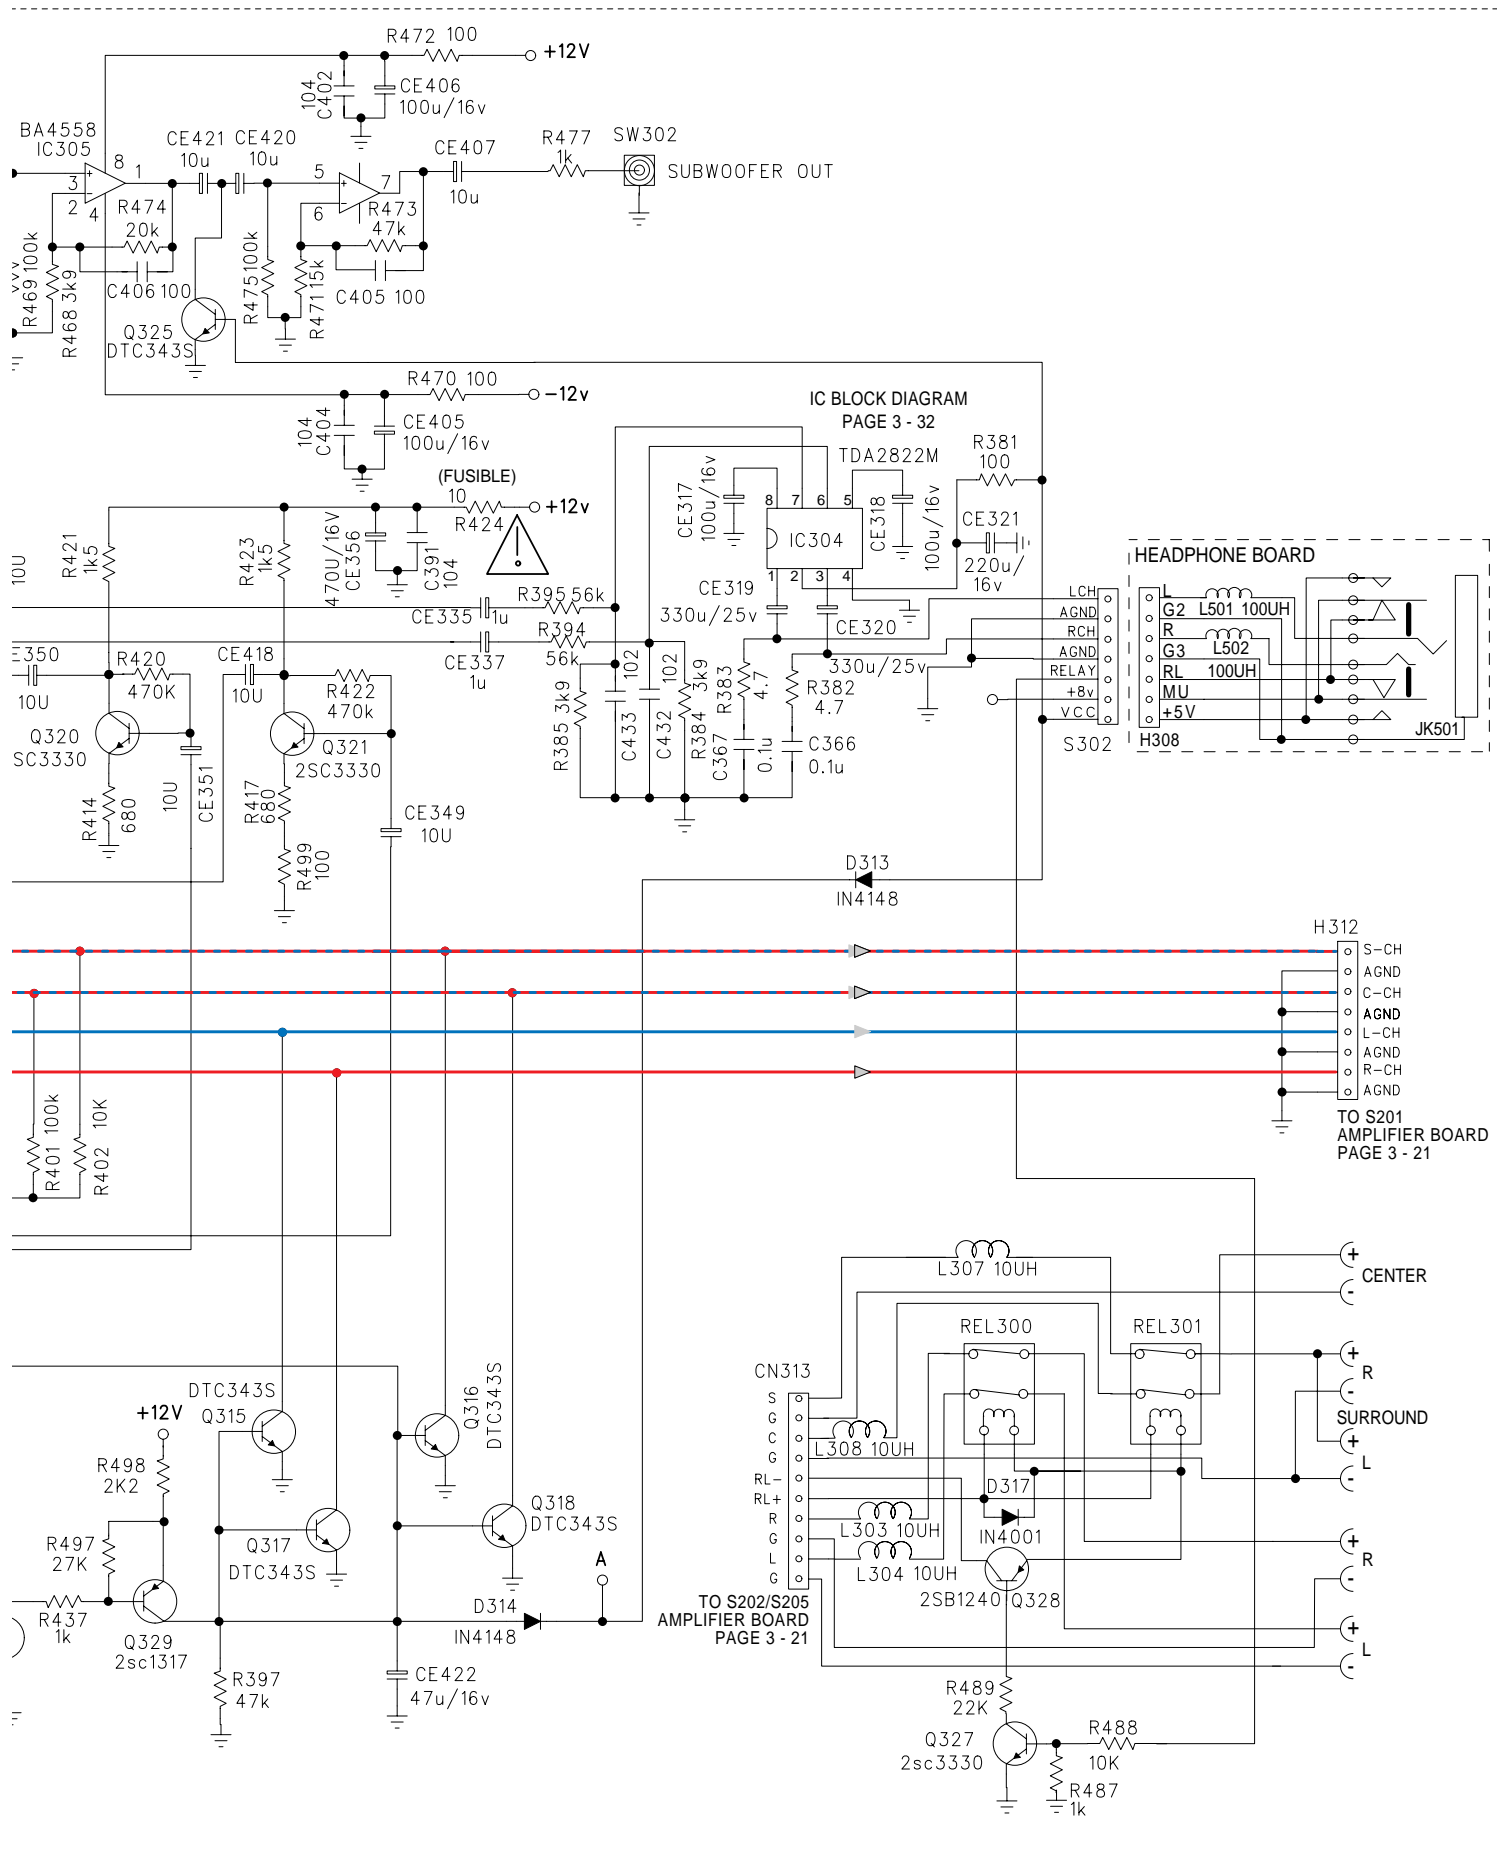 R472 100
+12V
104
C402
CE406
100u/16v
BA4558
IC305
CE421
10u
CE420
10u
CE407
10u
R477
1k
SW302
SUBWOOFER OUT
8
1
3
2
4
5
7
6
R474
20k
R473
47k
R469 100k
R468 3k9
C406 100
R475 100k
R471 15k
C405 100
Q325
DTC343S
R470 100
-12v
104
C404
CE405
100u/16v
IC BLOCK DIAGRAM
PAGE 3 - 32
TDA2822M
R381
100
(FUSIBLE)
10
R424
+12v
R421
1k5
R423
1k5
470U/16V
CE356
C391
104
CE317
100u/16v
8
7
6
5
IC304
1
2
3
4
CE318
100u/16v
CE321
220u/
16v
10U
CE335
1u
R395 56k
CE319
330u/25v
CE337
1u
R394
56k
CE320
330u/25v
LCH
AGND
RCH
AGND
RELAY
+8v
VCC
S302
HEADPHONE BOARD
L
G2
R
G3
RL
MU
+5V
H308
L501 100UH
L502
100UH
JK501
E350
10U
R420
470K
CE418
10U
R422
470k
Q320
SC3330
Q321
2SC3330
R385 3k9
102
C433
102
C432
3k9
R384
R383
4.7
R382
4.7
C367
0.1u
C366
0.1u
R414
680
10U
CE351
R417
680
CE349
10U
R499
100
D313
IN4148
H312
S-CH
AGND
C-CH
AGND
L-CH
AGND
R-CH
AGND
TO S201
AMPLIFIER BOARD
PAGE 3 - 21
R401 100k
R402 10K
L307 10UH
+
CENTER
-
REL300
REL301
CN313
S
G
C
G
RL-
RL+
R
G
L
G
L308 10UH
+
R
-
SURROUND
+
L
-
D317
IN4001
L303 10UH
L304 10UH
2SB1240 Q328
+
R
-
+
L
-
TO S202/S205
AMPLIFIER BOARD
PAGE 3 - 21
DTC343S
Q315
+12V
Q316
DTC343S
R498
2K2
Q318
DTC343S
R497
27K
Q317
DTC343S
A
R437
1k
Q329
2sc1317
D314
IN4148
R397
47k
CE422
47u/16v
R489
22K
Q327
2sc3330
R488
10K
R487
1k